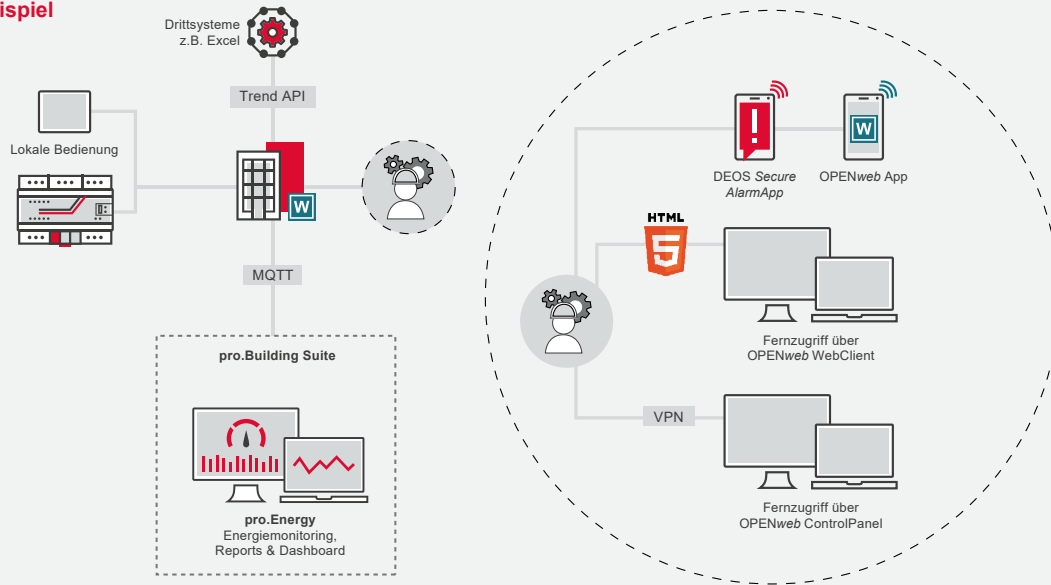 ispiel
Drittsysteme
z.B. Excel
Trend API
Lokale Bedienung
W
MQTT
pro.Building Suite
pro.Energy
Energiemonitoring,
Reports & Dashboard
W
DEOS Secure
AlarmApp
OPENweb App
HTML
5
Fernzugriff über
OPENweb WebClient
VPN
Fernzugriff über
OPENweb ControlPanel